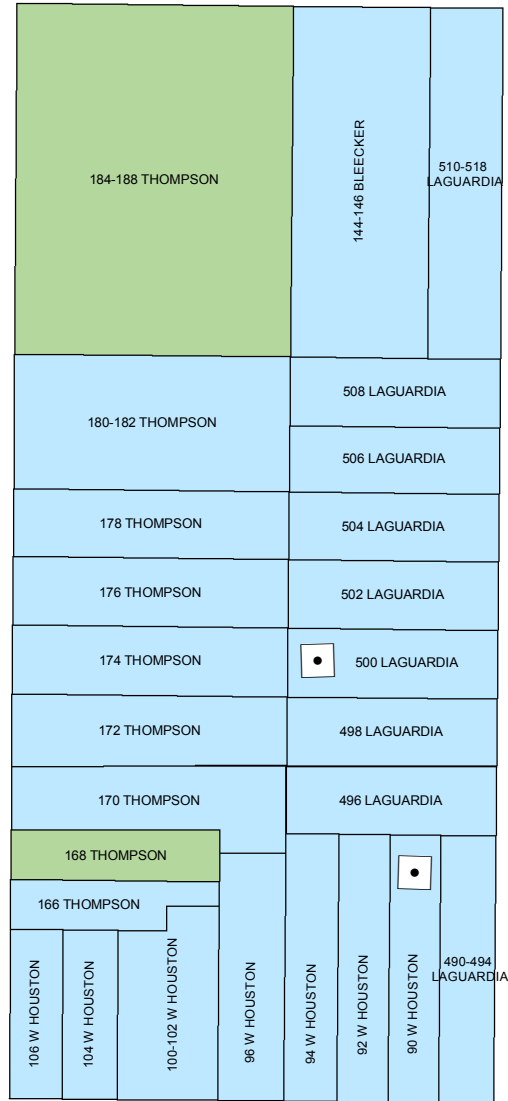 184-188 THOMPSON
144-146 BLEECKER
510-518
LAGUARDIA
180-182 THOMPSON
508 LAGUARDIA
506 LAGUARDIA
178 THOMPSON
504 LAGUARDIA
176 THOMPSON
502 LAGUARDIA
174 THOMPSON
500 LAGUARDIA
172 THOMPSON
498 LAGUARDIA
170 THOMPSON
496 LAGUARDIA
168 THOMPSON
166 THOMPSON
106 W HOUSTON
104 W HOUSTON
100-102 W HOUSTON
96 W HOUSTON
94 W HOUSTON
92 W HOUSTON
90 W HOUSTON
490-494
LAGUARDIA